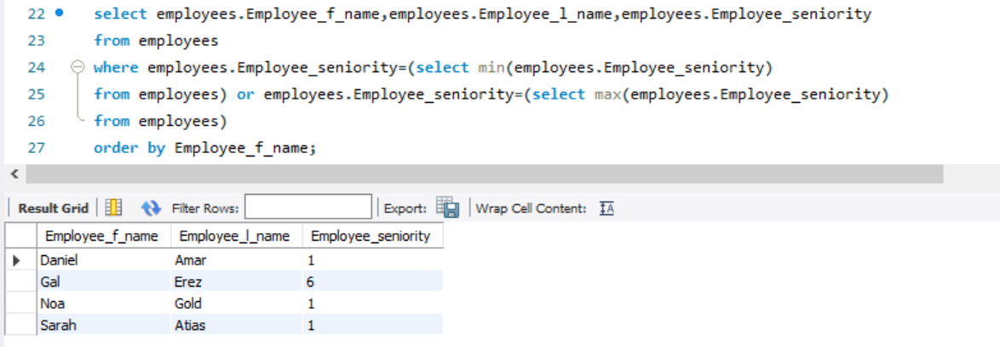 22 select employees.Employee_f_name,employees.Employee_l_name,employees.Employee_seniority
23 from employees
24 where employees.Employee_seniority=(select min(employees.Employee_seniority)
25 from employees) or employees.Employee_seniority=(select max(employees.Employee_seniority)
26 from employees)
27 order by Employee_f_name;
Result Grid Filter Rows: Export: Wrap Cell Content: IA
Employee_f_name Employee_l_name Employee_seniority
Daniel Amar 1
Gal Erez 6
Noa Gold 1
Sarah Atias 1